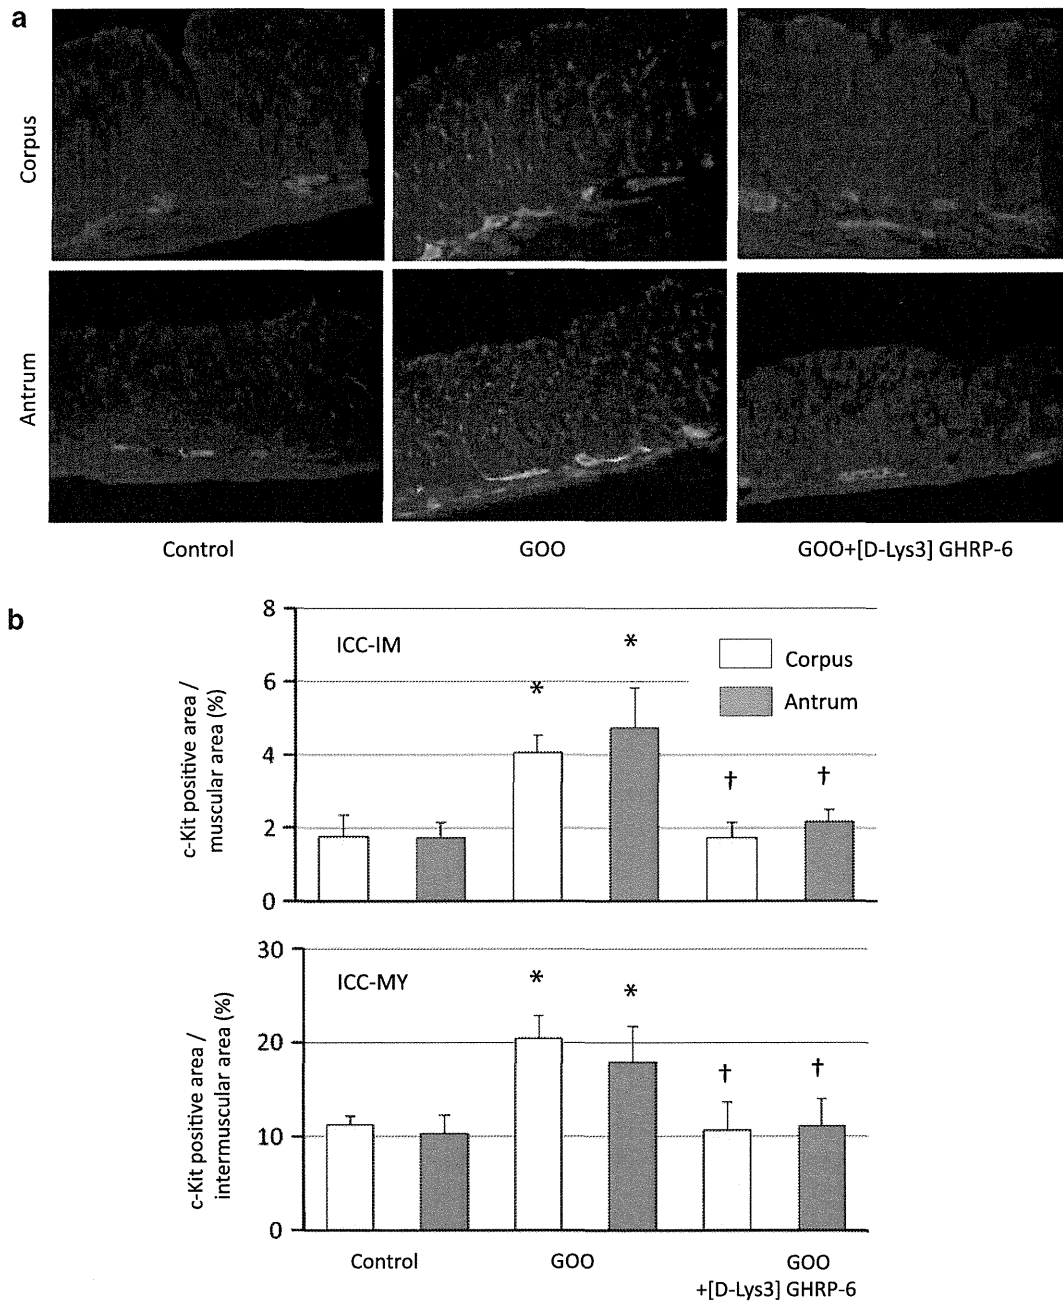 a
Corpus
Antrum
Control
GOO
GOO+[D-Lys3] GHRP-6
b
8
6
4
2
0
c-Kit positive area /
muscular area (%)
ICC-IM
*
*
†
†
Corpus
Antrum
30
20
10
0
c-Kit positive area /
intermuscular area (%)
ICC-MY
*
*
†
†
Control
GOO
GOO
+[D-Lys3] GHRP-6